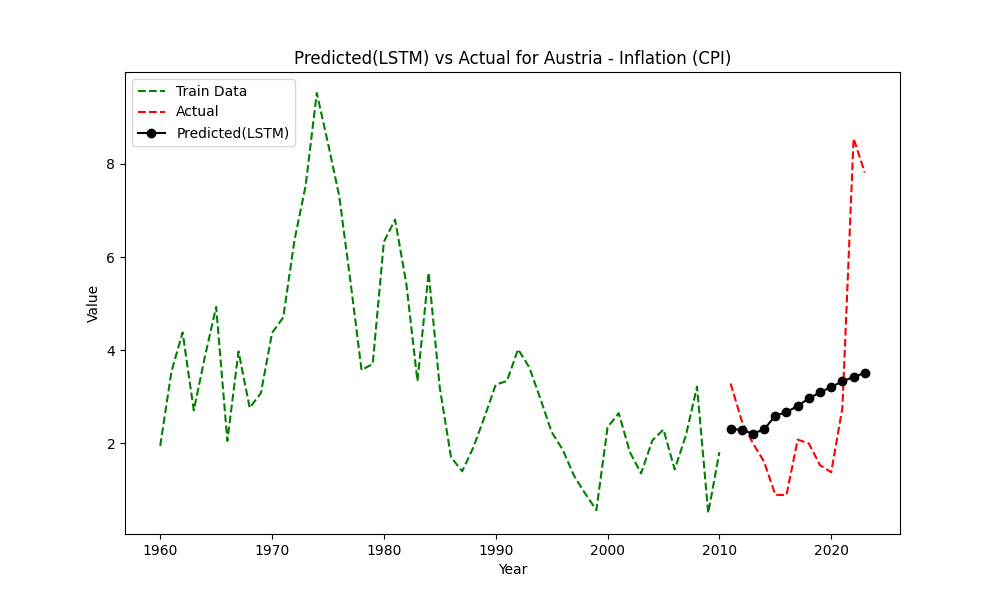 Predicted(LSTM) vs Actual for Austria - Inflation (CPI)
Train Data
Actual
Predicted(LSTM)
Value
8
6
4
2
1960 1970 1980 1990 2000 2010 2020
Year